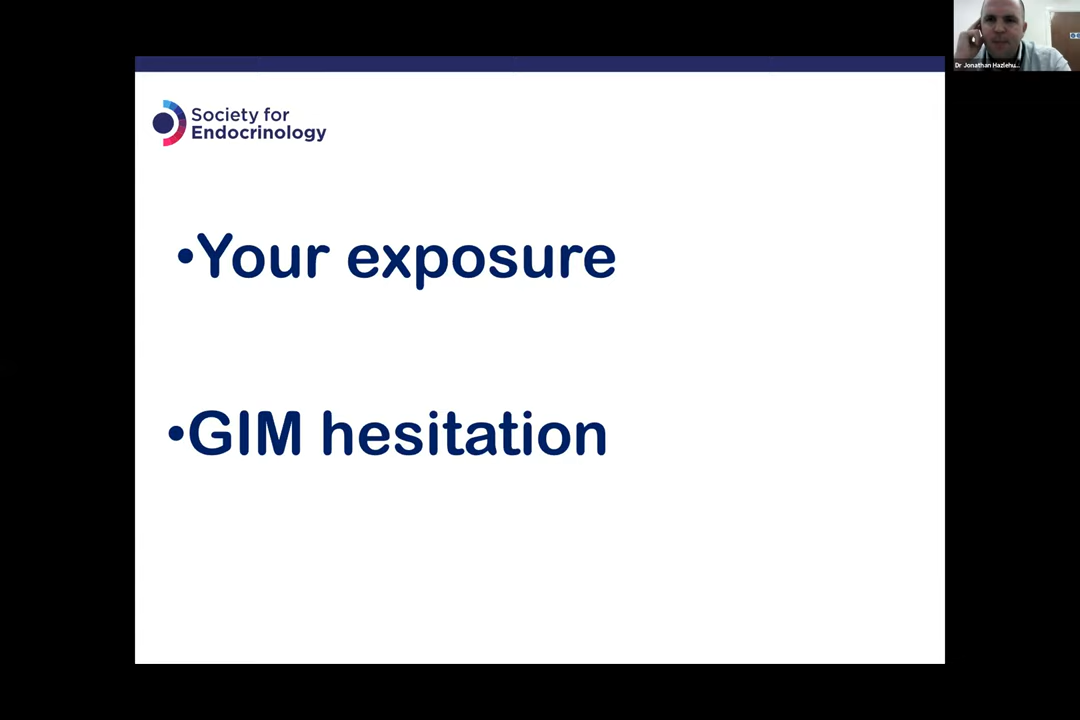 Dr Jonathan Hazlehu...
Society for
Endocrinology
•Your exposure
•GIM hesitation